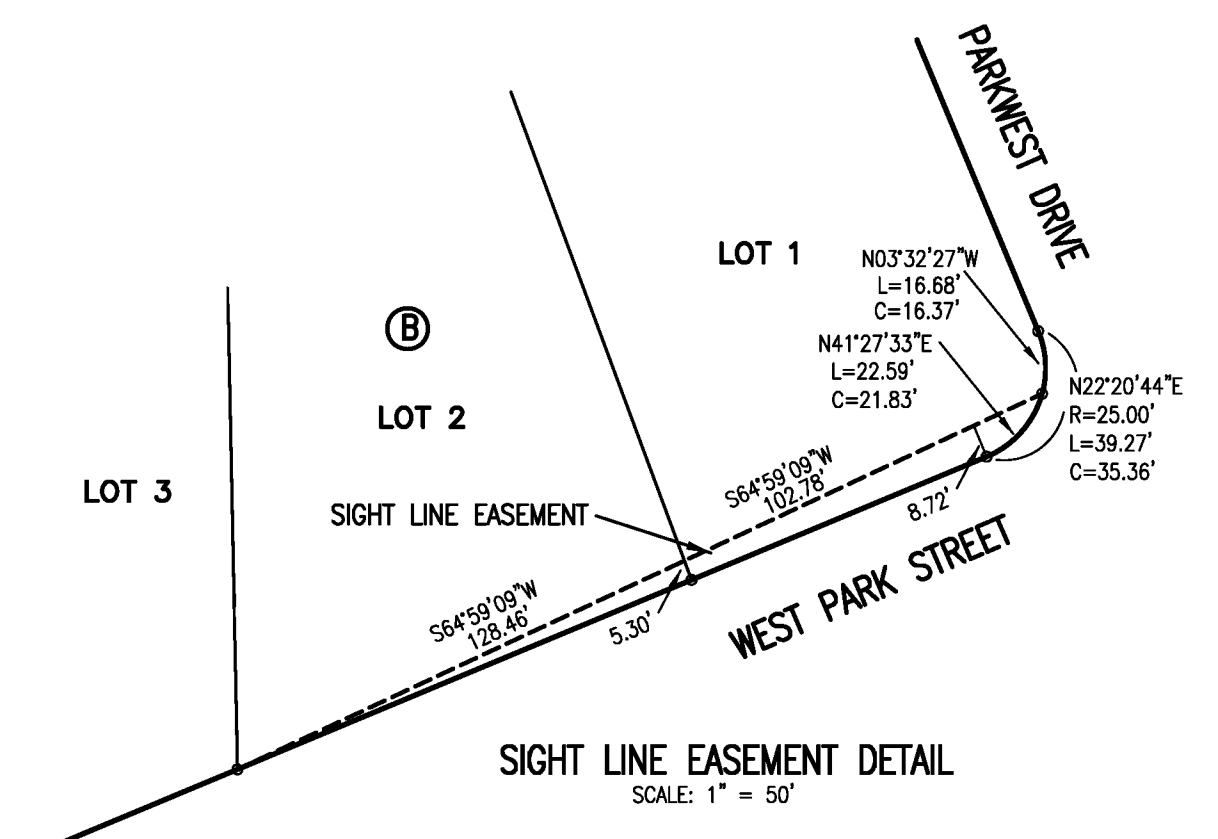 PARKWEST DRIVE
LOT 1
N03°32'27"W
L=16.68'
C=16.37'
N41°27'33"E
L=22.59'
C=21.83'
N22°20'44"E
R=25.00'
L=39.27'
C=35.36'
B
LOT 2
LOT 3
S64°59'09"W
102.78'
SIGHT LINE EASEMENT
8.72'
WEST PARK STREET
S64°59'09"W
128.46'
5.30'
SIGHT LINE EASEMENT DETAIL
SCALE: 1" = 50'